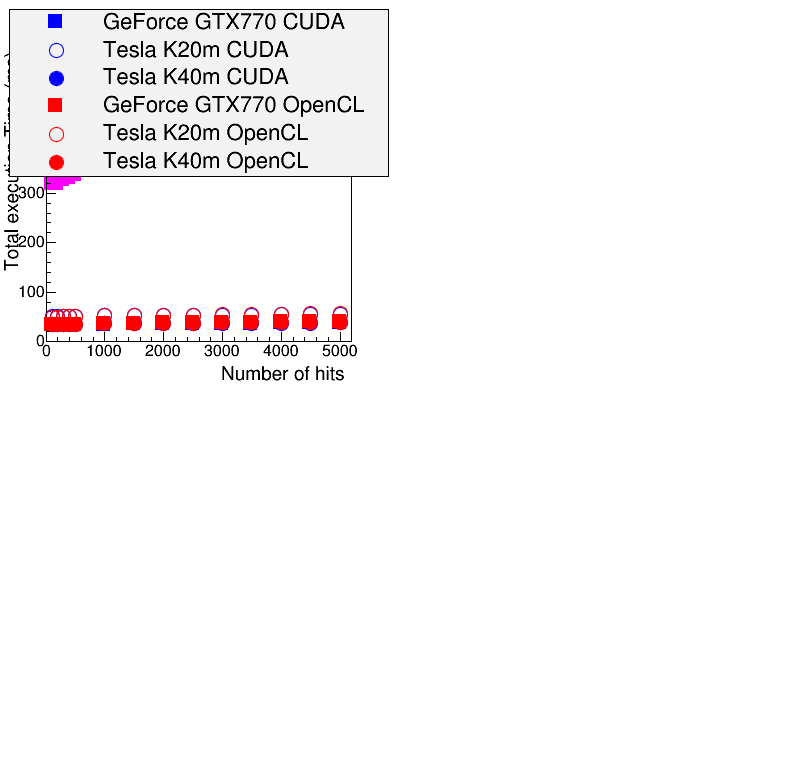 GeForce GTX770 CUDA
Tesla K20m CUDA
Tesla K40m CUDA
GeForce GTX770 OpenCL
Tesla K20m OpenCL
Tesla K40m OpenCL
Total
300
200
100
0
0 1000 2000 3000 4000 5000
Number of hits